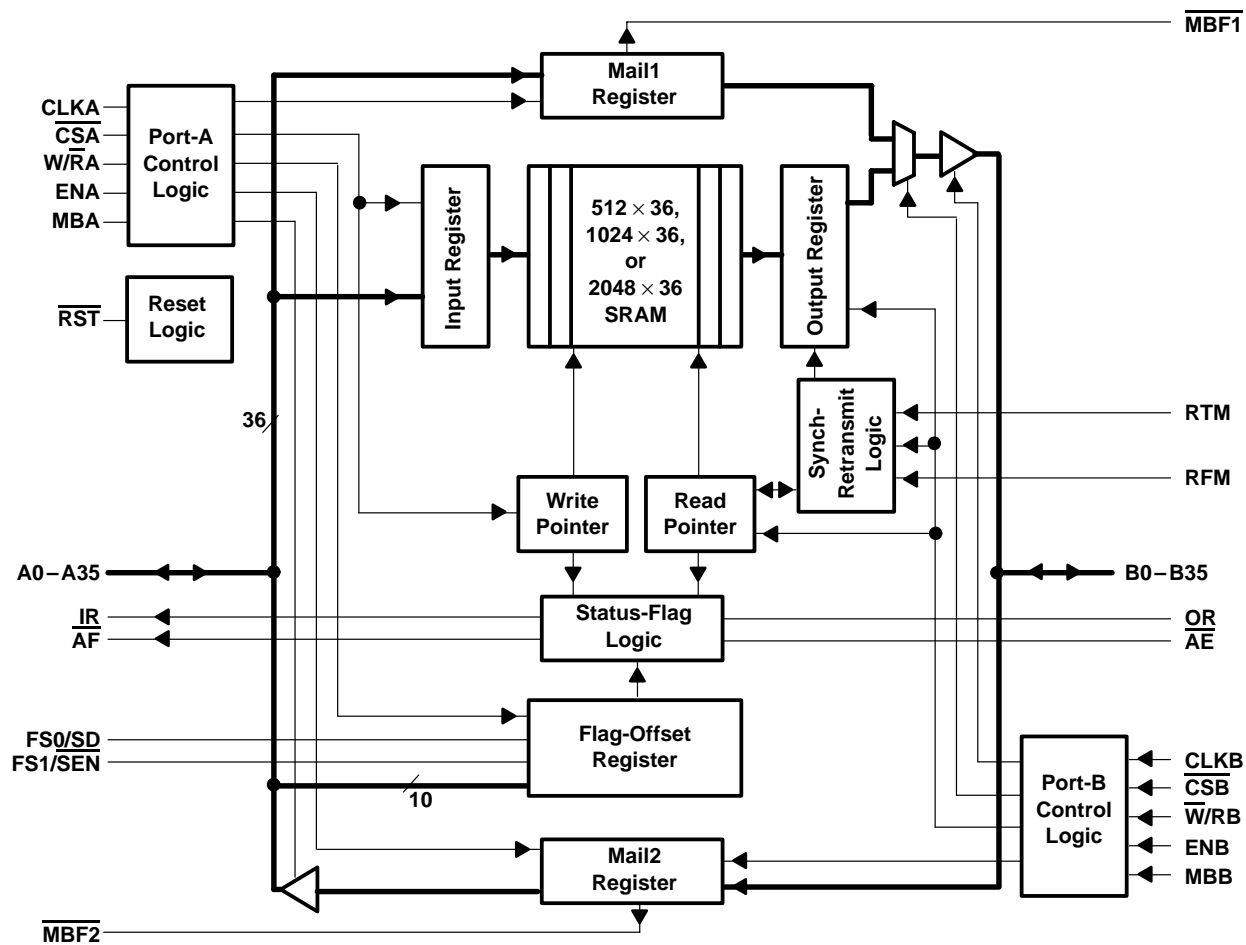 MBF1
Mail1
Register
CLKA
CSA
W/RA
ENA
MBA
Port-A
Control
Logic
Input Register
512 × 36,
1024 × 36,
or
2048 × 36
SRAM
Output Register
RST
Reset
Logic
36
Synch-
Retransmit
Logic
RTM
RFM
Write
Pointer
Read
Pointer
A0–A35
B0–B35
IR
AF
Status-Flag
Logic
OR
AE
FS0/SD
FS1/SEN
Flag-Offset
Register
10
Port-B
Control
Logic
CLKB
CSB
W/RB
ENB
MBB
Mail2
Register
MBF2